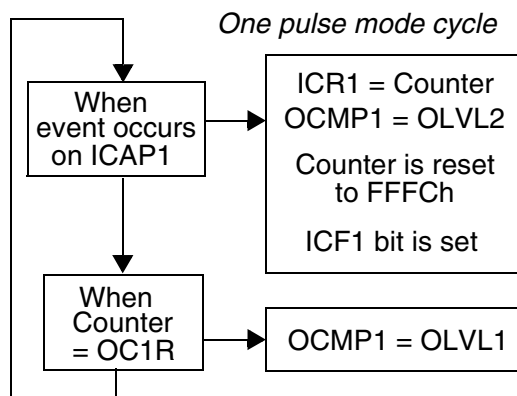 One pulse mode cycle
When
event occurs
on ICAP1
ICR1 = Counter
OCMP1 = OLVL2
Counter is reset
to FFFCh
ICF1 bit is set
When
Counter
= OC1R
OCMP1 = OLVL1